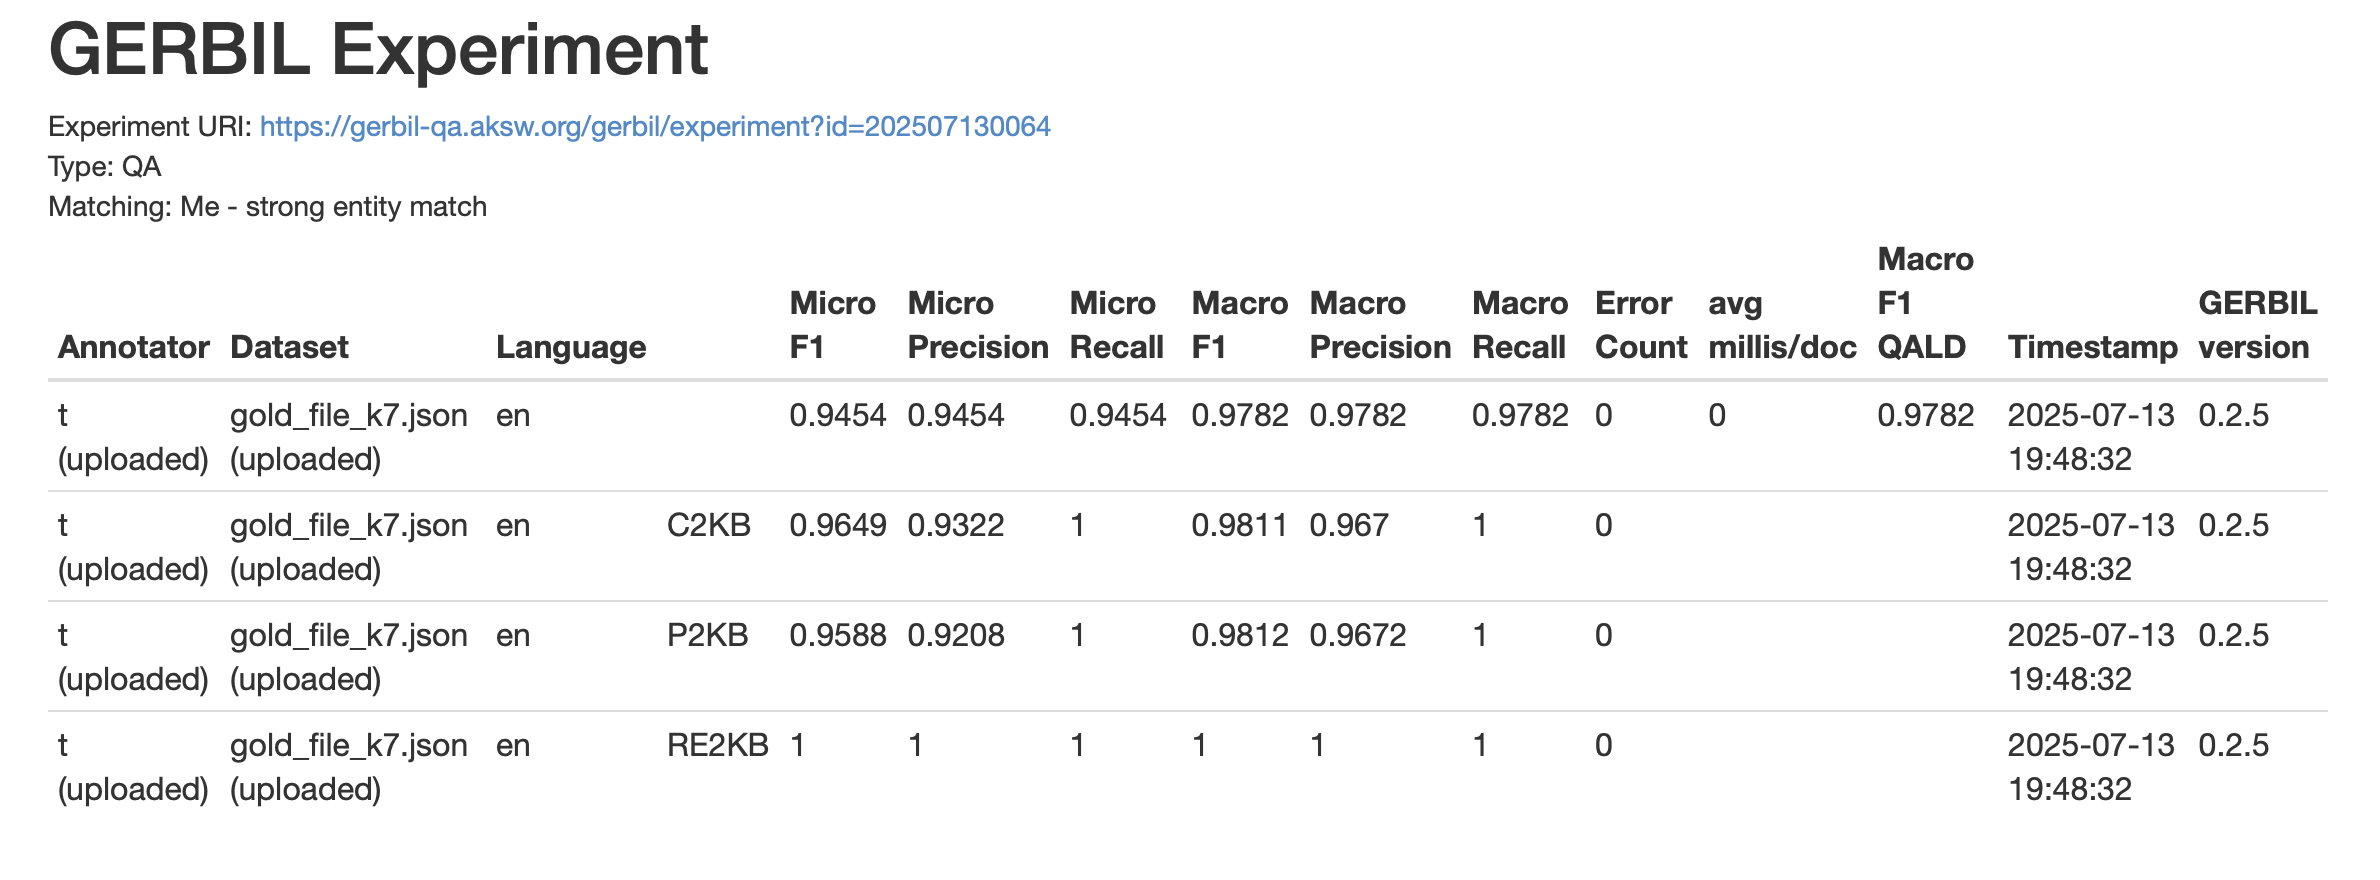 GERBIL Experiment
Experiment URI: https://gerbil-qa.aksw.org/gerbil/experiment?id=202507130064
Type: QA
Matching: Me - strong entity match
Annotator Dataset Language Micro F1 Micro Precision Micro Recall Macro F1 Macro Precision Macro Recall Error Count avg millis/doc Macro F1 QALD Timestamp GERBIL version
t gold_file_k7.json en 0.9454 0.9454 0.9454 0.9782 0.9782 0.9782 0 0 0.9782 2025-07-13 0.2.5
(uploaded) (uploaded) 19:48:32
t gold_file_k7.json en C2KB 0.9649 0.9322 1 0.9811 0.967 1 0 2025-07-13 0.2.5
(uploaded) (uploaded) 19:48:32
t gold_file_k7.json en P2KB 0.9588 0.9208 1 0.9812 0.9672 1 0 2025-07-13 0.2.5
(uploaded) (uploaded) 19:48:32
t gold_file_k7.json en RE2KB 1 1 1 1 1 1 0 2025-07-13 0.2.5
(uploaded) (uploaded) 19:48:32